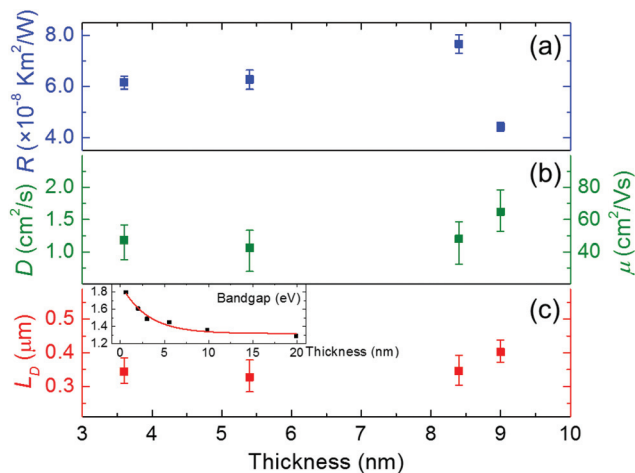 8.0
6.0
4.0
R (×10⁻⁸ Km²/W)
(a)
2.0
1.5
1.0
D (cm²/s)
(b)
80
60
40
μ (cm²/Vs)
0.5
0.4
0.3
L_D (μm)
(c)
1.8
1.6
1.4
1.2
Bandgap (eV)
0 5 10 15 20 Thickness (nm)
3 4 5 6 7 8 9 10
Thickness (nm)